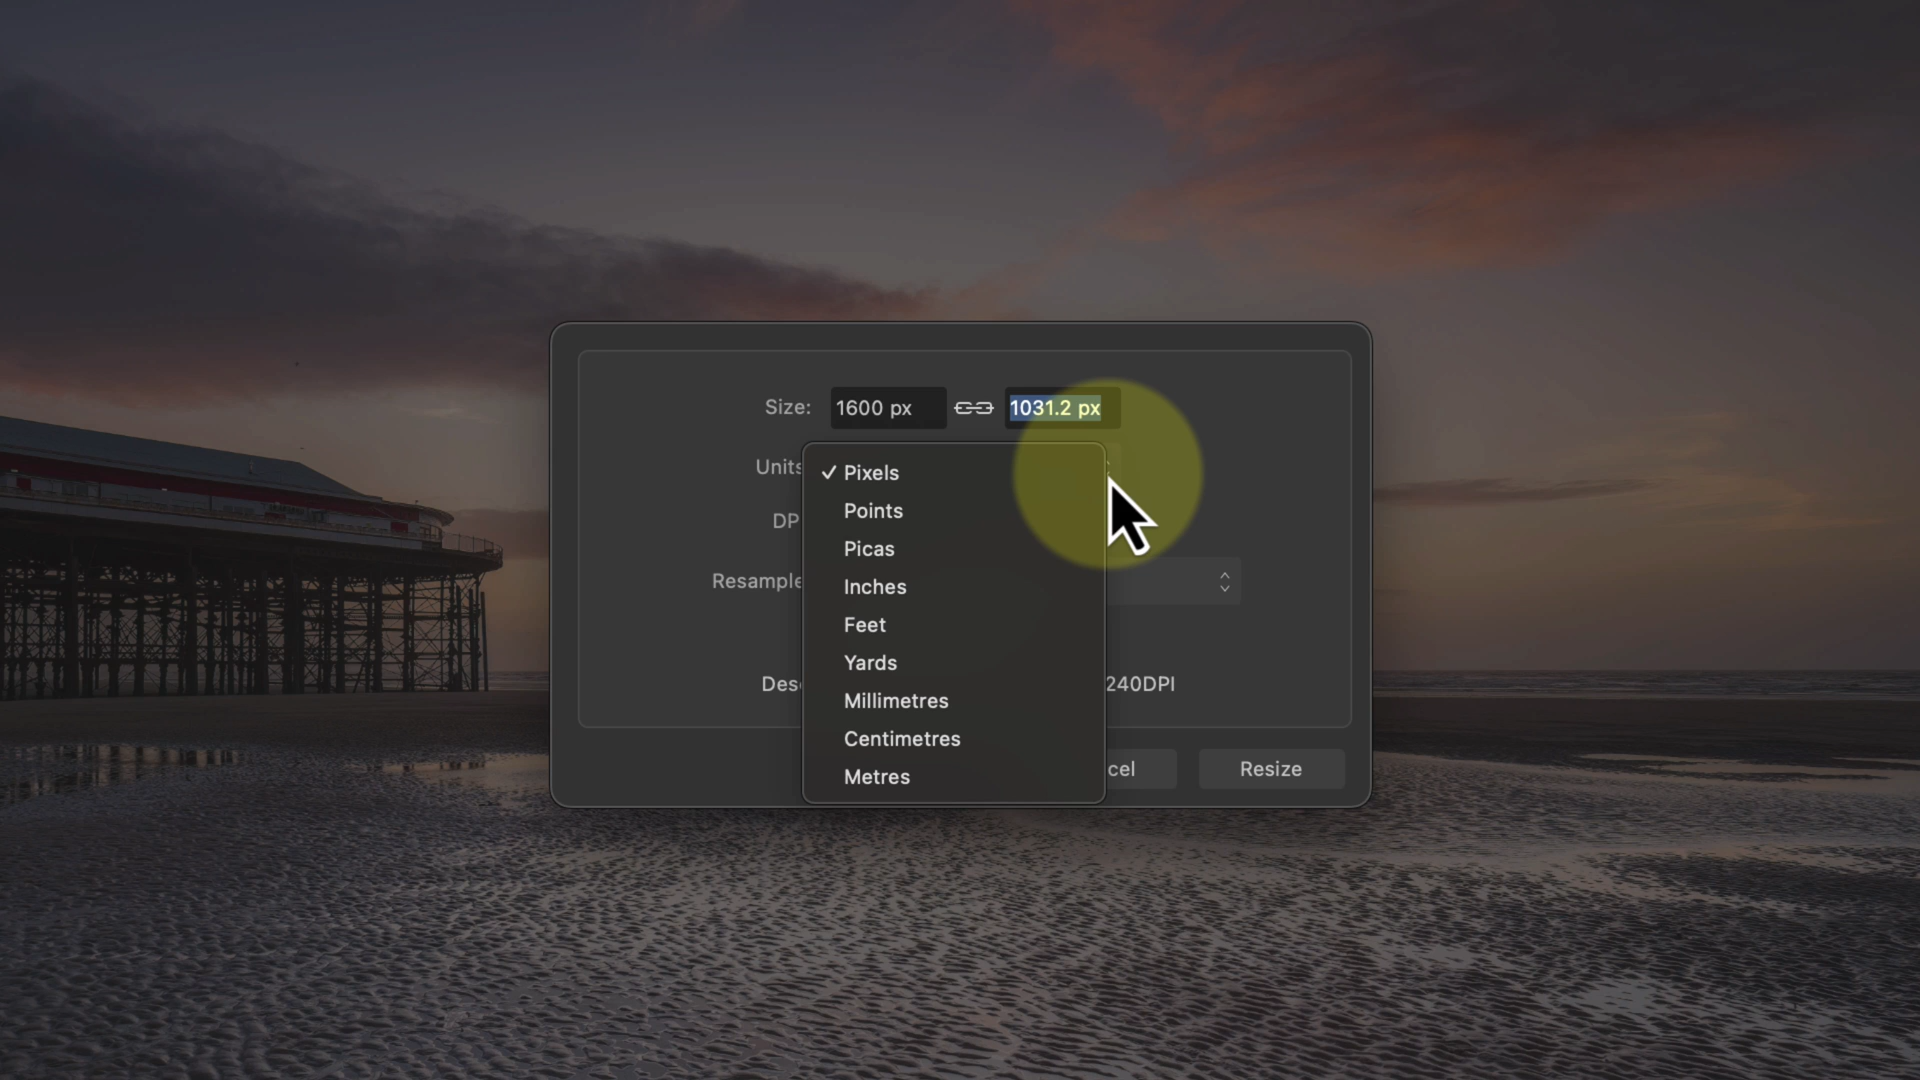 Size: 1600 px 1031.2 px
Units
✓ Pixels
Points
DP
Picas
Resample
Inches
Feet
Yards
Des
240DPI
Millimetres
Centimetres
cel
Resize
Metres